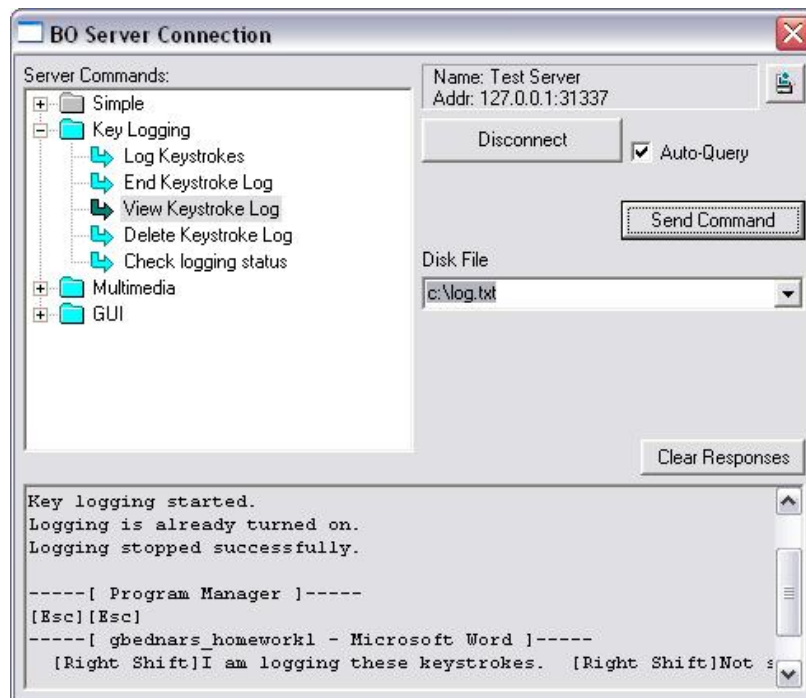 BO Server Connection
Server Commands:
Simple
Key Logging
Log Keystrokes
End Keystroke Log
View Keystroke Log
Delete Keystroke Log
Check logging status
Multimedia
GUI
Name: Test Server
Addr: 127.0.0.1:31337
Disconnect
Auto-Query
Send Command
Disk File
c:\log.txt
Clear Responses
Key logging started.
Logging is already turned on.
Logging stopped successfully.
-----[ Program Manager ]-----
[Esc][Esc]
-----[ gbednars_homework1 - Microsoft Word ]-----
[Right Shift]I am logging these keystrokes.  [Right Shift]Not s